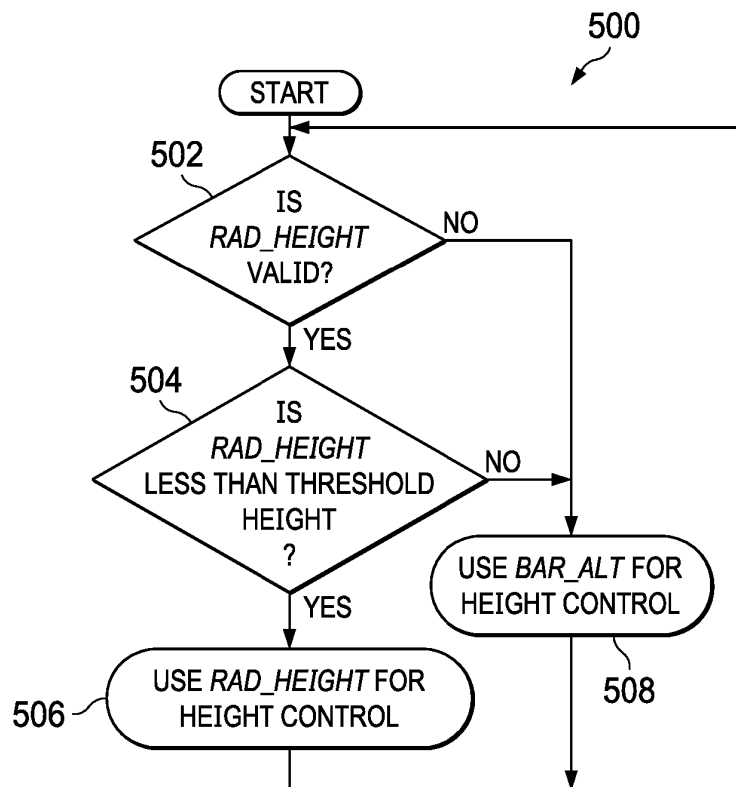 500
START
502
IS
RAD_HEIGHT
VALID?
NO
YES
504
IS
RAD_HEIGHT
LESS THAN THRESHOLD
HEIGHT
?
NO
YES
USE BAR_ALT FOR
HEIGHT CONTROL
508
USE RAD_HEIGHT FOR
HEIGHT CONTROL
506